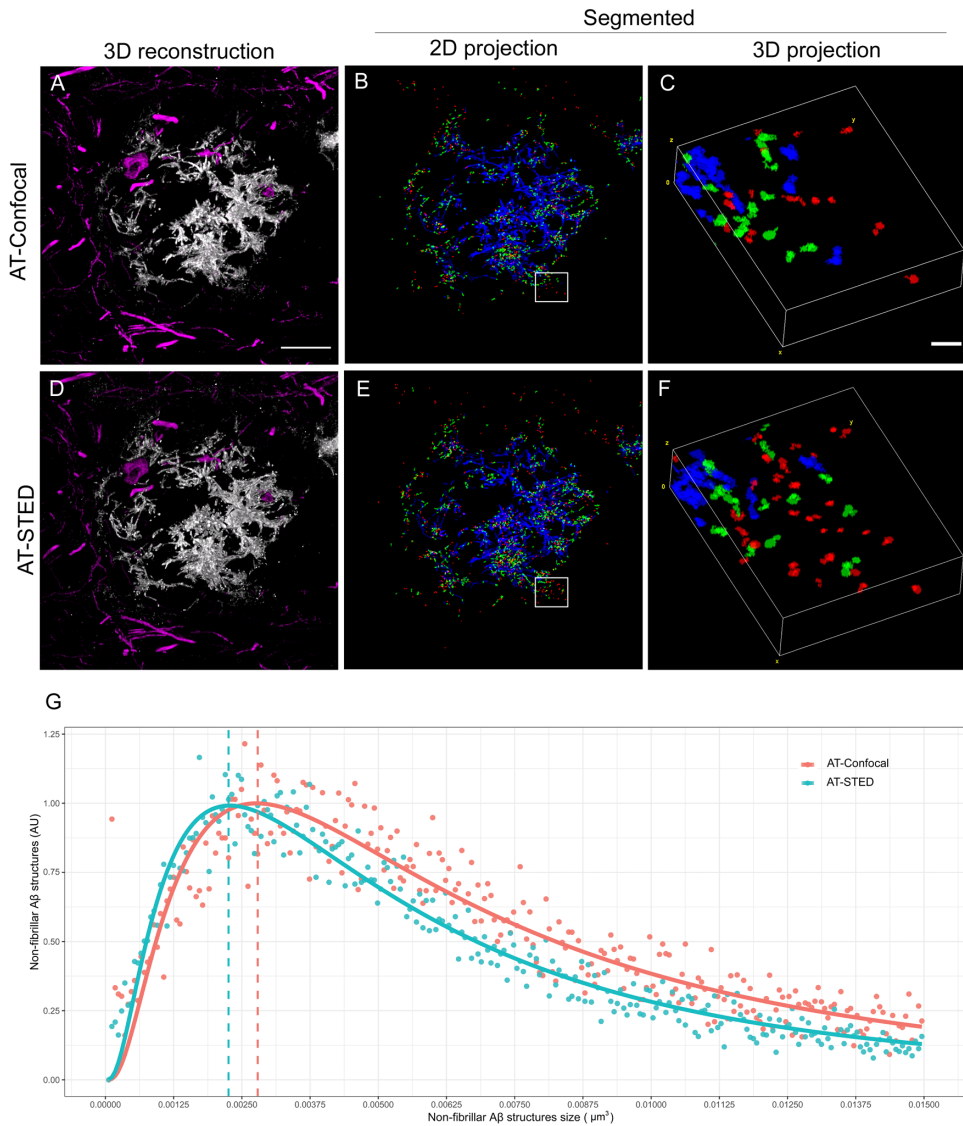 Segmented
3D reconstruction 2D projection 3D projection
AT-Confocal
A B C
z y
0
x
AT-STED
D E F
z y
0
x
G
Non-fibrillar Aβ structures (AU)
1.25
1.00
0.75
0.50
0.25
0.00
AT-Confocal
AT-STED
0.00000 0.00125 0.00250 0.00375 0.00500 0.00625 0.00750 0.00875 0.01000 0.01125 0.01250 0.01375 0.01500
Non-fibrillar Aβ structures size ( μm³)